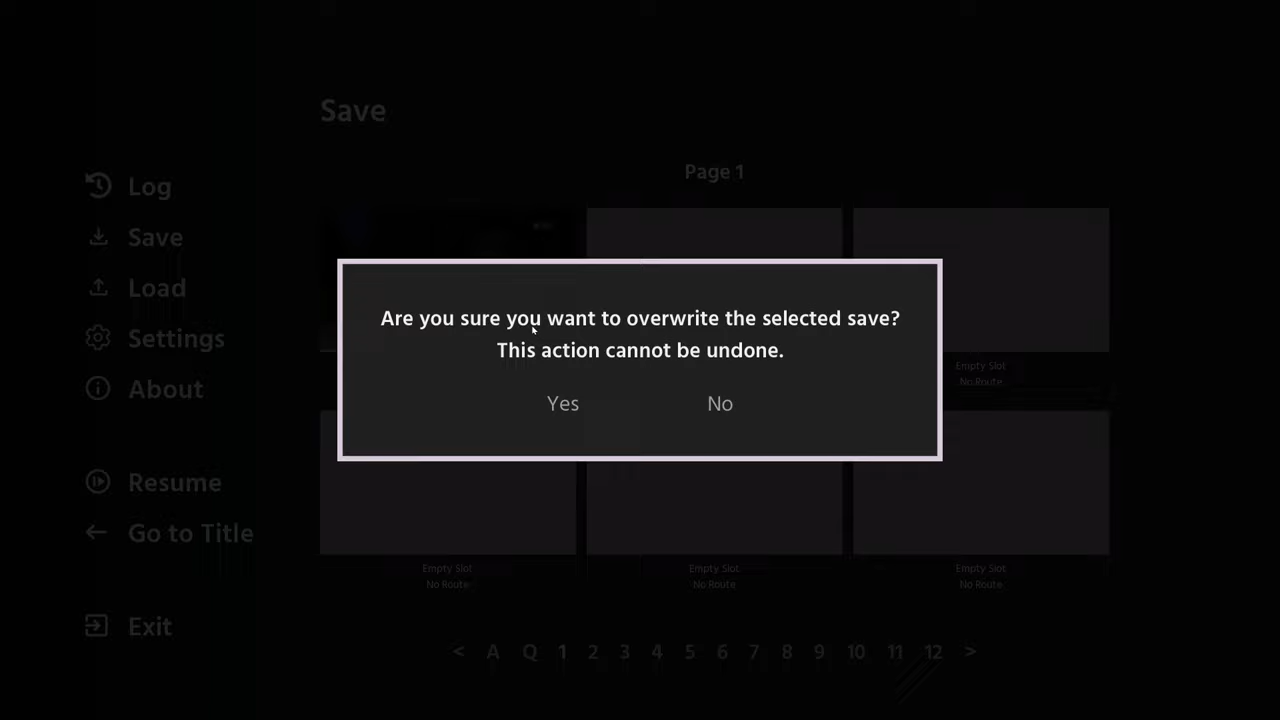 Save
Page 1
Log
Save
Load
Settings
About
Resume
Go to Title
Exit
Are you sure you want to overwrite the selected save?
This action cannot be undone.
Yes No
Empty Slot
No Route
Empty Slot
No Route
Empty Slot
No Route
Empty Slot
No Route
< A Q 1 2 3 4 5 6 7 8 9 10 11 12 >